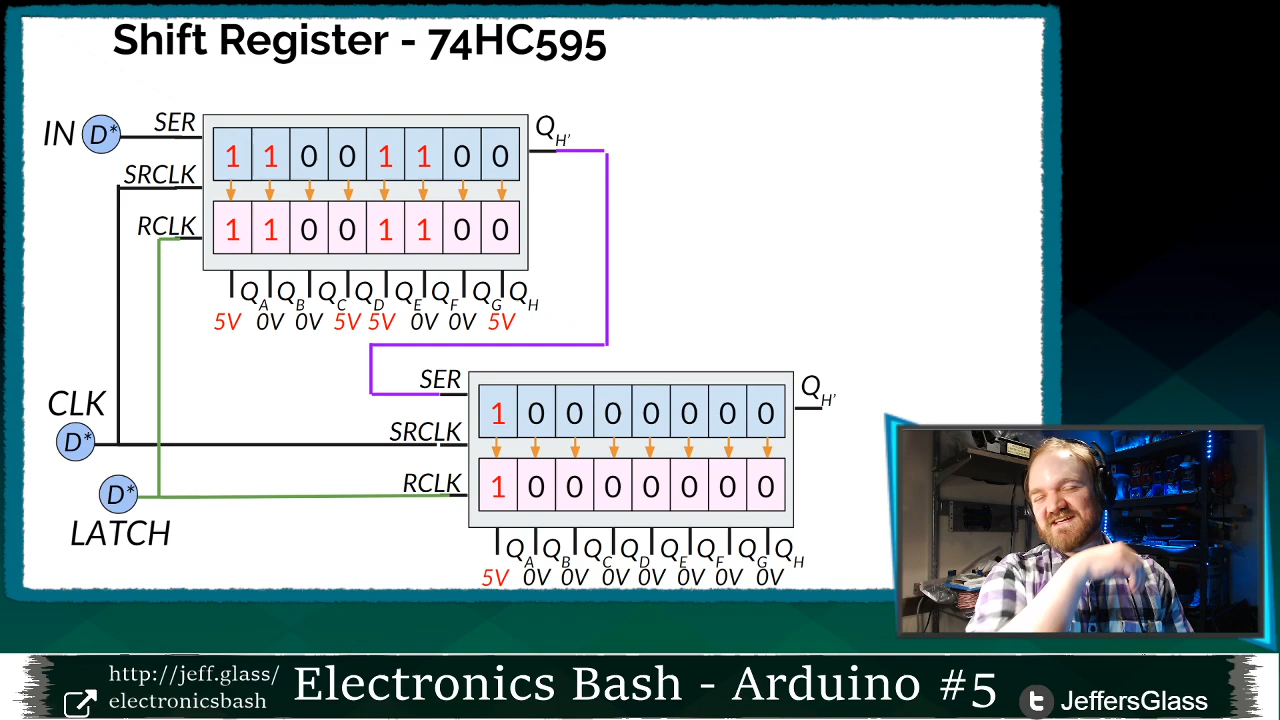 Shift Register - 74HC595
IN D* SER
SRCLK
RCLK
1 1 0 0 1 1 0 0
1 1 0 0 1 1 0 0
QH'
QA QB QC QD QE QF QG QH
5V 0V 0V 5V 5V 0V 0V 5V
CLK
D*
D*
LATCH
SER
SRCLK
RCLK
1 0 0 0 0 0 0 0
1 0 0 0 0 0 0 0
QH'
QA QB QC QD QE QF QG QH
5V 0V 0V 0V 0V 0V 0V 0V
http://jeff.glass/
electronicsbash
Electronics Bash - Arduino #5
JeffersGlass